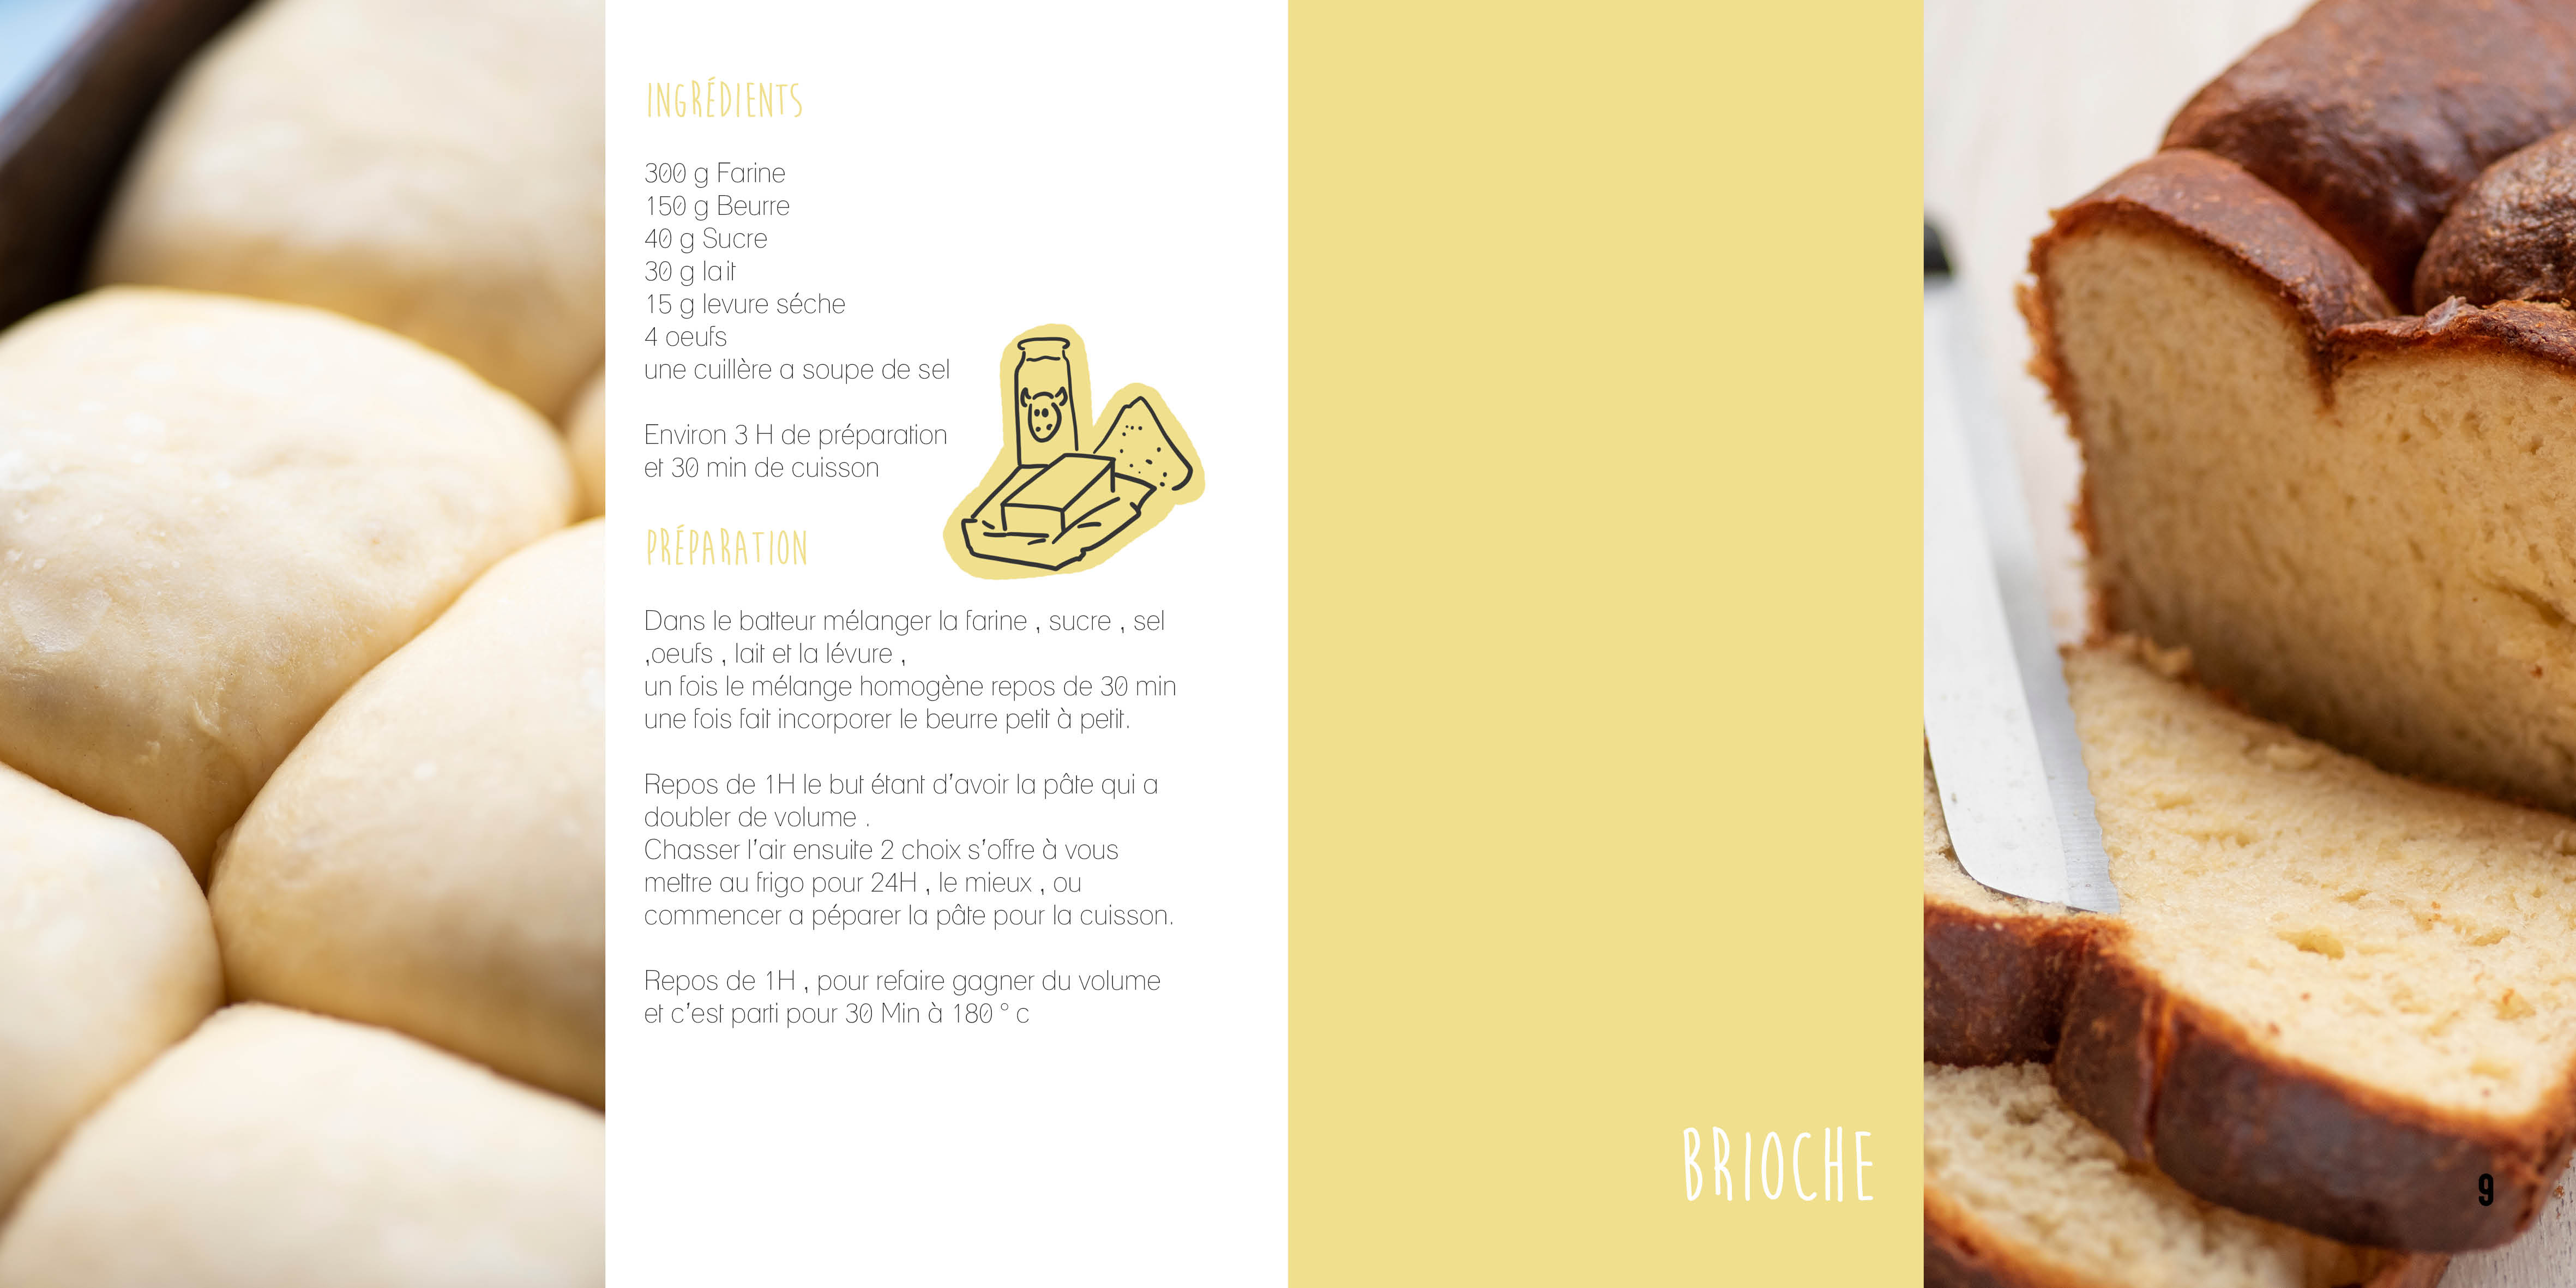 INGRÉDIENTS
300 g Farine
150 g Beurre
40 g Sucre
30 g lait
15 g levure séche
4 oeufs
une cuillère a soupe de sel
Environ 3 H de préparation
et 30 min de cuisson
PRÉPARATION
Dans le batteur mélanger la farine , sucre , sel
,oeufs , lait et la lévure ,
un fois le mélange homogène repos de 30 min
une fois fait incorporer le beurre petit à petit.
Repos de 1H le but étant d'avoir la pâte qui a
doubler de volume .
Chasser l'air ensuite 2 choix s'offre à vous
mettre au frigo pour 24H , le mieux , ou
commencer a péparer la pâte pour la cuisson.
Repos de 1H , pour refaire gagner du volume
et c'est parti pour 30 Min à 180 ° c
BRIOCHE
9